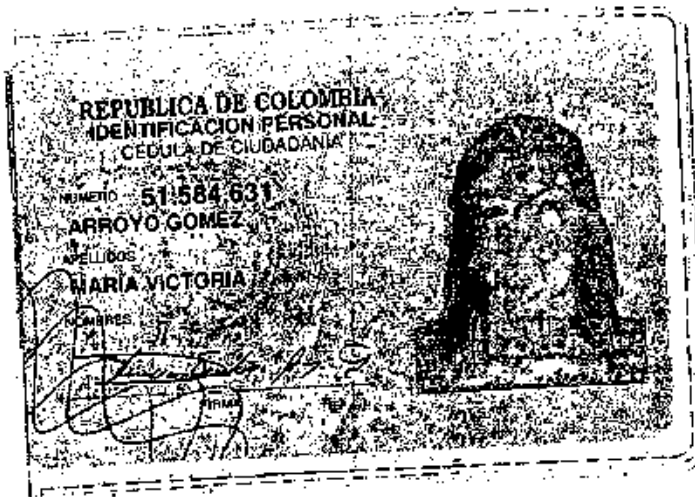 REPUBLICA DE COLOMBIA
IDENTIFICACION PERSONAL
CEDULA DE CIUDADANIA
NUMERO 51.584.631
ARROYO GOMEZ
APELLIDOS
MARIA VICTORIA
NOMBRES
FIRMA